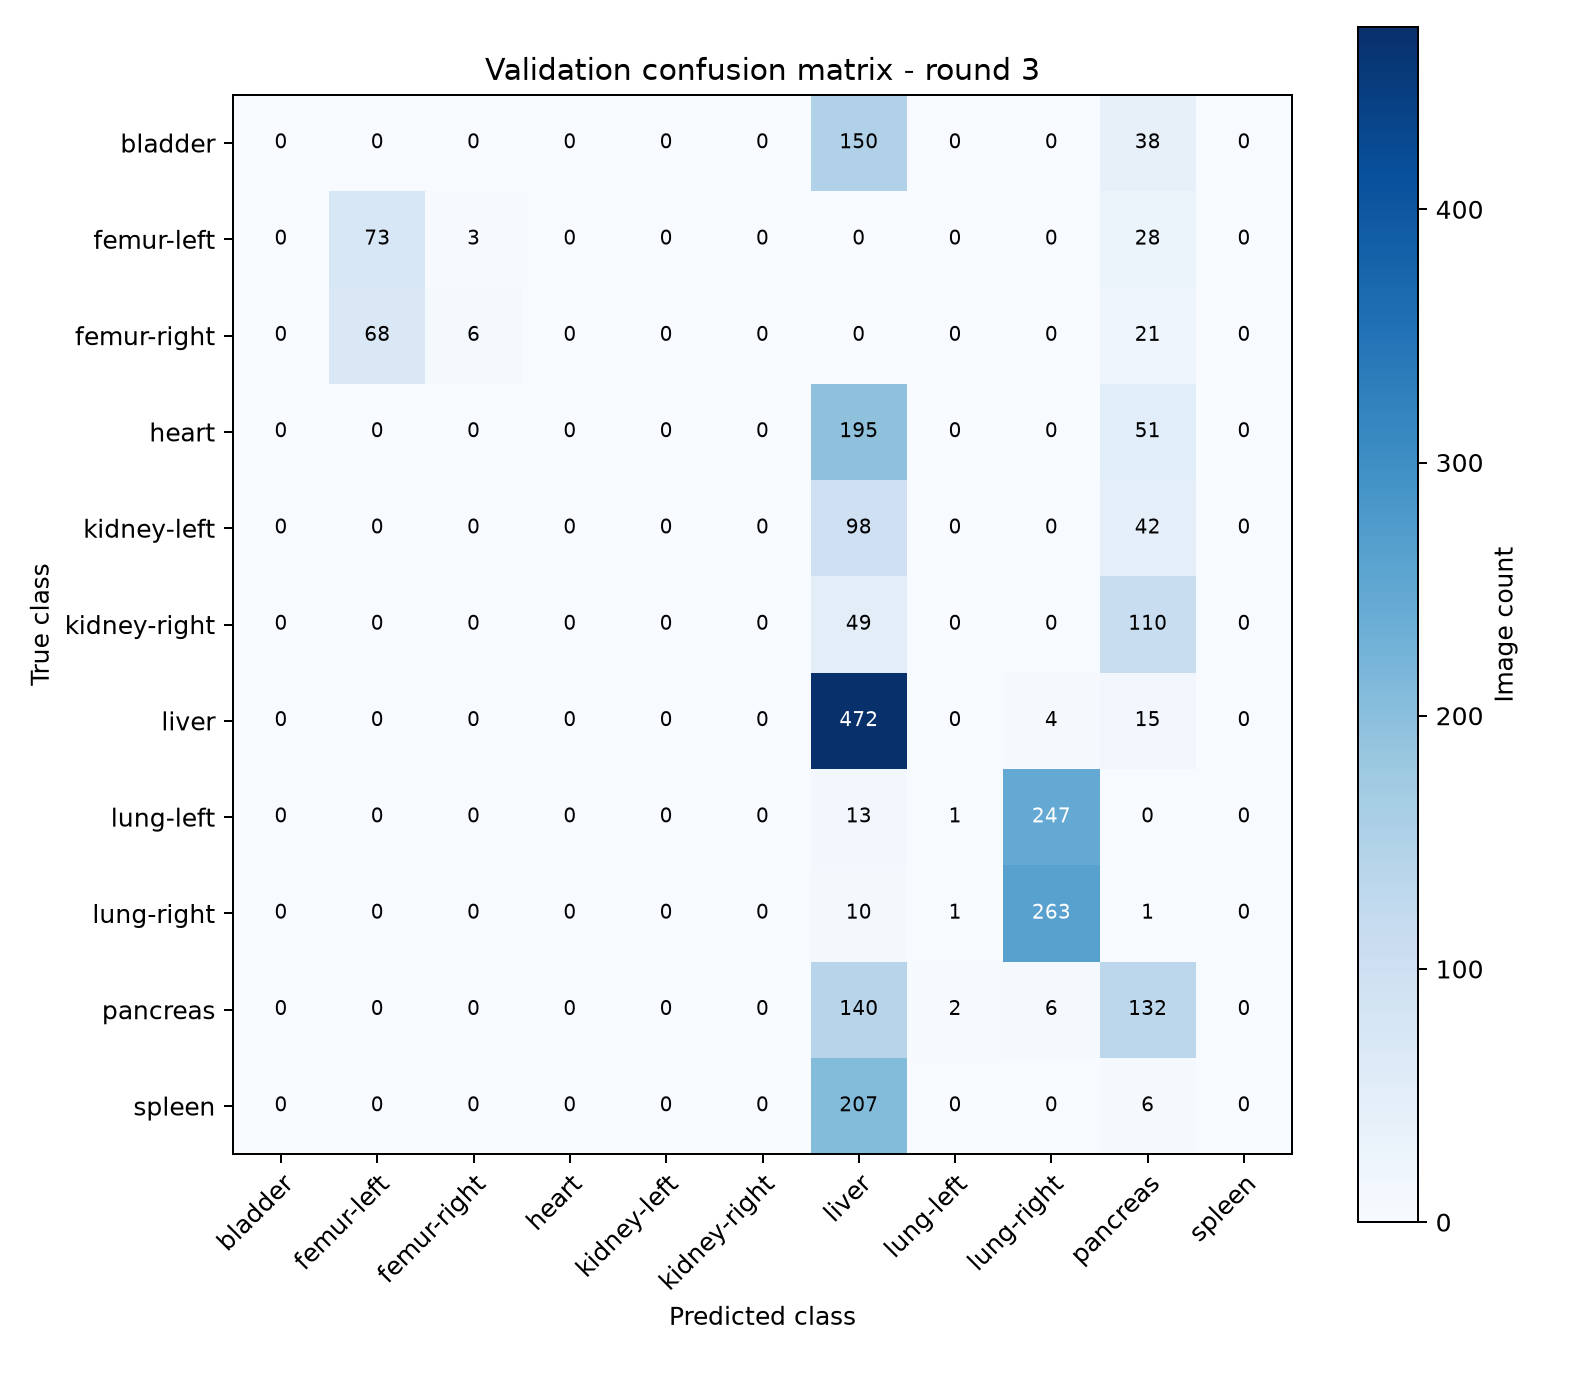 Validation confusion matrix - round 3
bladder 0 0 0 0 0 0 150 0 0 38 0
femur-left 0 73 3 0 0 0 0 0 0 28 0
femur-right 0 68 6 0 0 0 0 0 0 21 0
heart 0 0 0 0 0 0 195 0 0 51 0
kidney-left 0 0 0 0 0 0 98 0 0 42 0
kidney-right 0 0 0 0 0 0 49 0 0 110 0
liver 0 0 0 0 0 0 472 0 4 15 0
lung-left 0 0 0 0 0 0 13 1 247 0 0
lung-right 0 0 0 0 0 0 10 1 263 1 0
pancreas 0 0 0 0 0 0 140 2 6 132 0
spleen 0 0 0 0 0 0 207 0 0 6 0
True class
bladder femur-left femur-right heart kidney-left kidney-right liver lung-left lung-right pancreas spleen
Predicted class
400
300
200
100
0
Image count